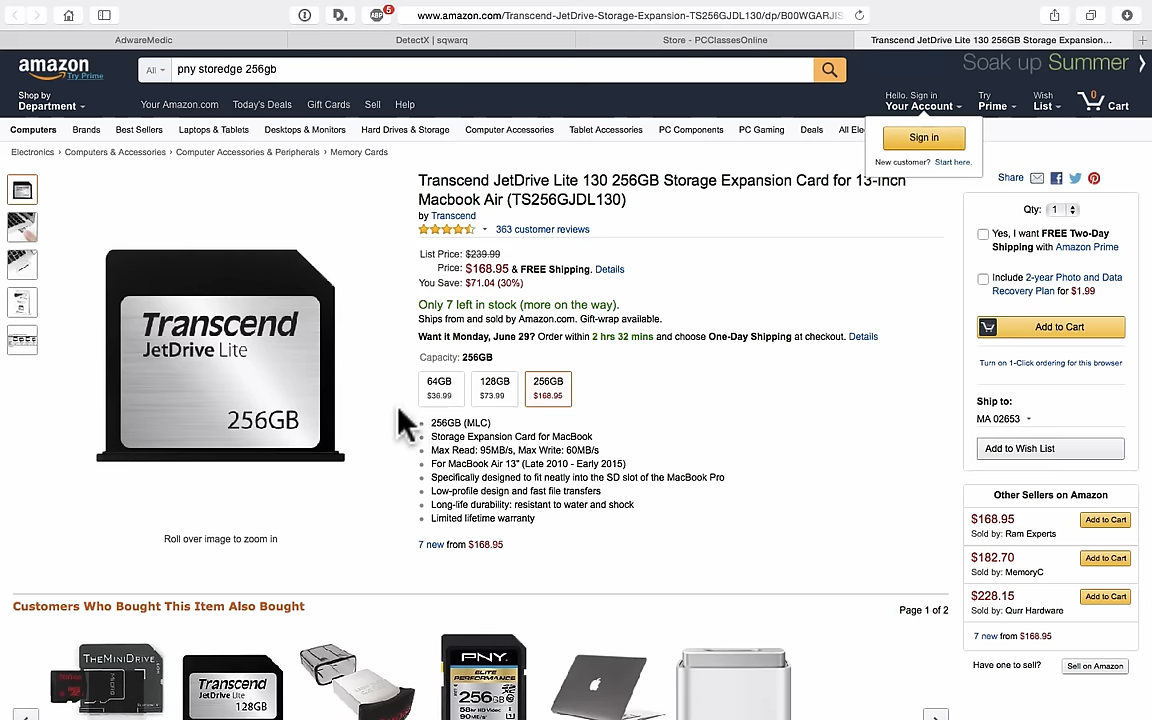 ABP
5
www.amazon.com/Transcend-JetDrive-Storage-Expansion-TS256GJDL130/dp/B00WGARJIS
AdwareMedic
DetectX | sqwarq
Store - PCClassesOnline
Transcend JetDrive Lite 130 256GB Storage Expansion...
amazon
Try Prime
All
pny storedge 256gb
Soak up Summer
Shop by
Department
Your Amazon.com
Today's Deals
Gift Cards
Sell
Help
Hello. Sign in
Your Account
Try
Prime
Wish
List
0
Cart
Computers
Brands
Best Sellers
Laptops & Tablets
Desktops & Monitors
Hard Drives & Storage
Computer Accessories
Tablet Accessories
PC Components
PC Gaming
Deals
All Ele
Sign in
New customer? Start here.
Electronics › Computers & Accessories › Computer Accessories & Peripherals › Memory Cards
Transcend JetDrive Lite 130 256GB Storage Expansion Card for 13-Inch
Macbook Air (TS256GJDL130)
by Transcend
363 customer reviews
List Price: $239.99
Price: $168.95 & FREE Shipping. Details
You Save: $71.04 (30%)
Only 7 left in stock (more on the way).
Ships from and sold by Amazon.com. Gift-wrap available.
Want it Monday, June 29? Order within 2 hrs 32 mins and choose One-Day Shipping at checkout. Details
Capacity: 256GB
64GB
$36.99
128GB
$73.99
256GB
$168.95
256GB (MLC)
Storage Expansion Card for MacBook
Max Read: 95MB/s, Max Write: 60MB/s
For MacBook Air 13" (Late 2010 - Early 2015)
Specifically designed to fit neatly into the SD slot of the MacBook Pro
Low-profile design and fast file transfers
Long-life durability: resistant to water and shock
Limited lifetime warranty
7 new from $168.95
Transcend
JetDrive Lite
256GB
Roll over image to zoom in
Share
Qty: 1
Yes, I want FREE Two-Day
Shipping with Amazon Prime
Include 2-year Photo and Data
Recovery Plan for $1.99
Add to Cart
Turn on 1-Click ordering for this browser
Ship to:
MA 02653
Add to Wish List
Other Sellers on Amazon
$168.95
Add to Cart
Sold by: Ram Experts
$182.70
Add to Cart
Sold by: MemoryC
$228.15
Add to Cart
Sold by: Qurr Hardware
7 new from $168.95
Have one to sell?
Sell on Amazon
Customers Who Bought This Item Also Bought
Page 1 of 2
THEMINIDRIVE
Transcend
JetDrive Lite
128GB
PNY
ELITE
PERFORMANCE
256GB